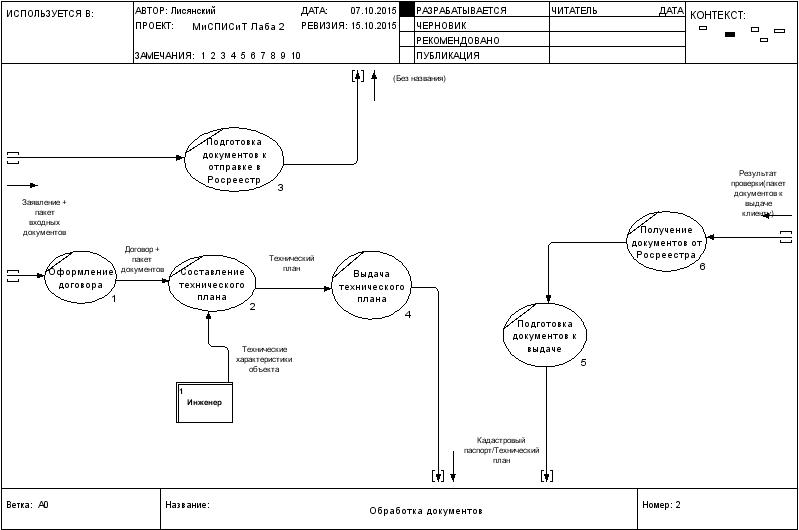 ИСПОЛЬЗУЕТСЯ В:
АВТОР: Лисянский
ДАТА: 07.10.2015
ПРОЕКТ: МиСПИСиТ Лаба 2
РЕВИЗИЯ: 15.10.2015
ЗАМЕЧАНИЯ: 1 2 3 4 5 6 7 8 9 10
РАЗРАБАТЫВАЕТСЯ
ЧЕРНОВИК
РЕКОМЕНДОВАНО
ПУБЛИКАЦИЯ
ЧИТАТЕЛЬ
ДАТА
КОНТЕКСТ:
(Без названия)
Подготовка
документов к
отправке в
Росреестр
3
Заявление +
пакет
входных
документов
Результат
проверки(пакет
документов к
выдаче
клиенту)
Получение
документов от
Росреестра
6
Оформление
договора
1
Договор +
пакет
документов
Составление
технического
плана
2
Технический
план
Выдача
технического
плана
4
Подготовка
документов к
выдаче
5
Технические
характеристики
объекта
1
Инженер
Кадастровый
паспорт/Технический
план
Ветка: A0
Название:
Обработка документов
Номер: 2